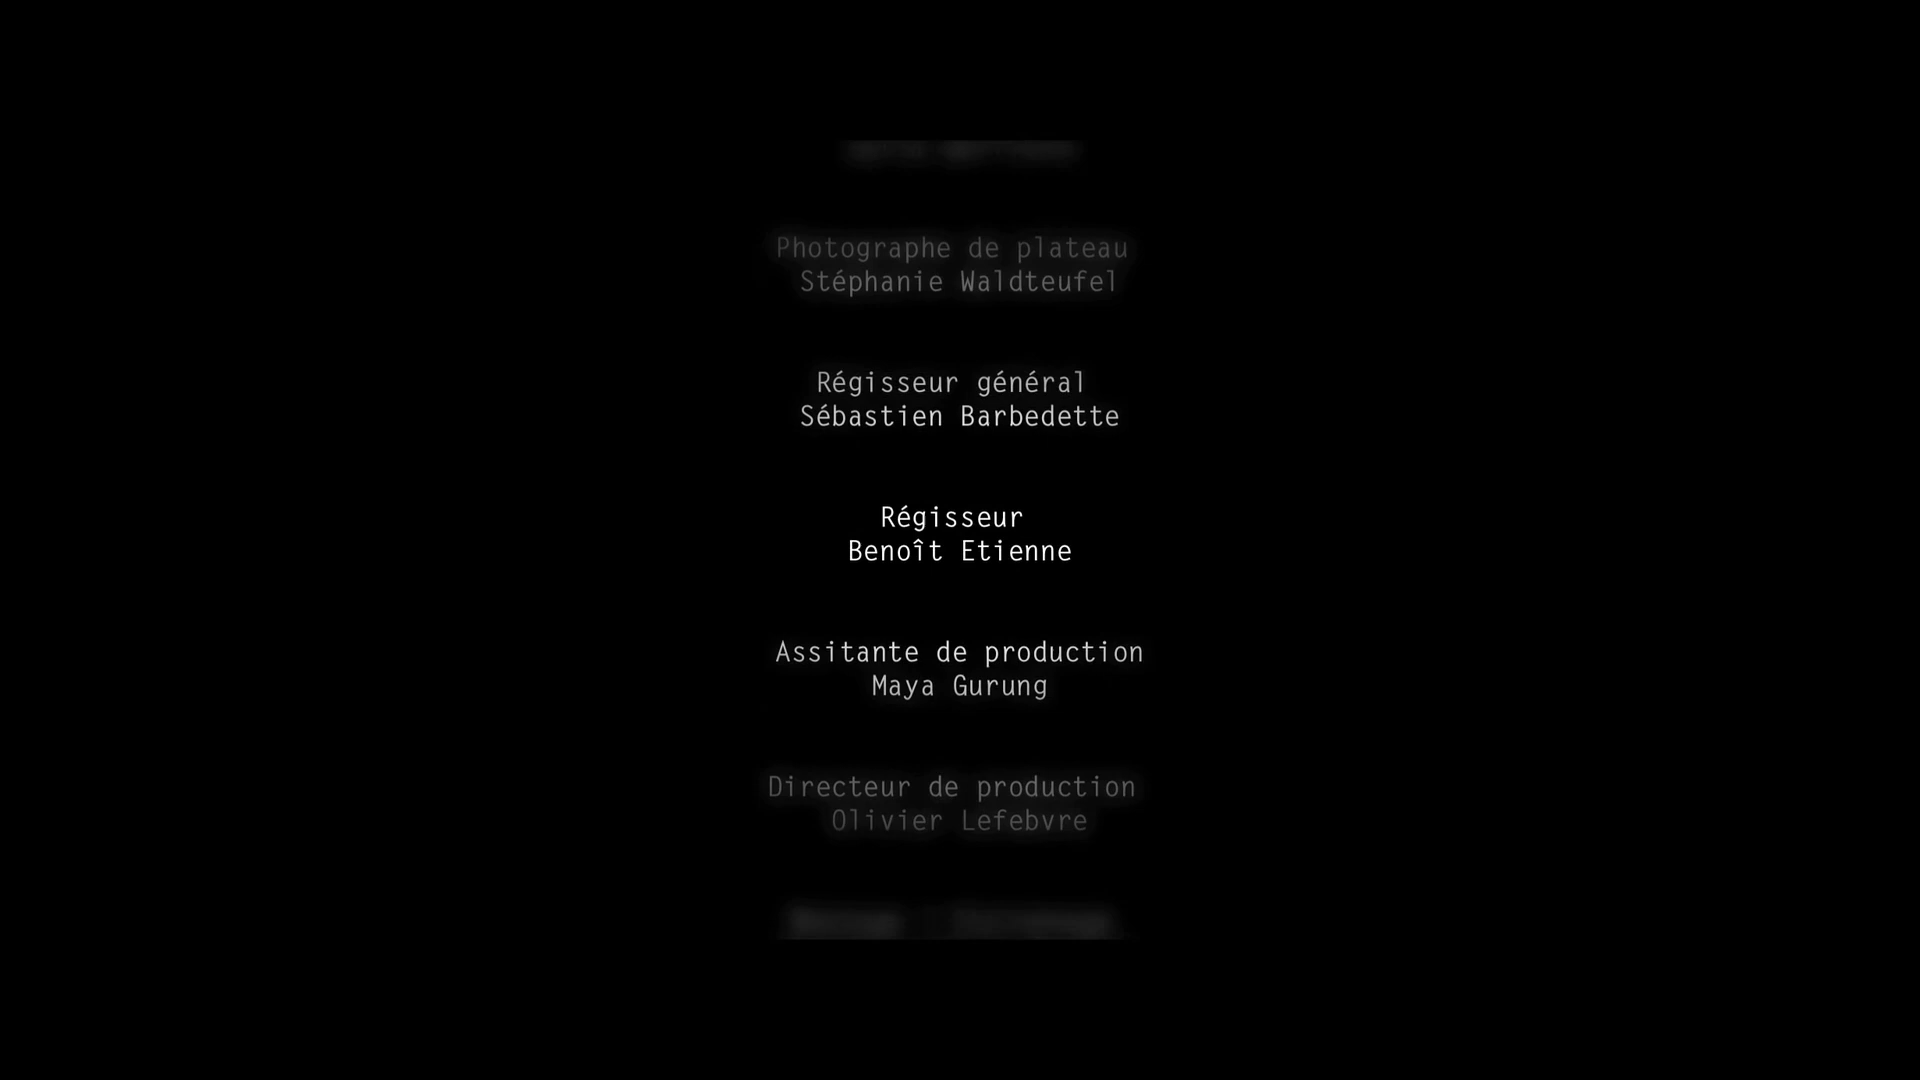 Photographe de plateau
Stéphanie Waldteufel
Régisseur général
Sébastien Barbedette
Régisseur
Benoît Etienne
Assitante de production
Maya Gurung
Directeur de production
Olivier Lefebvre